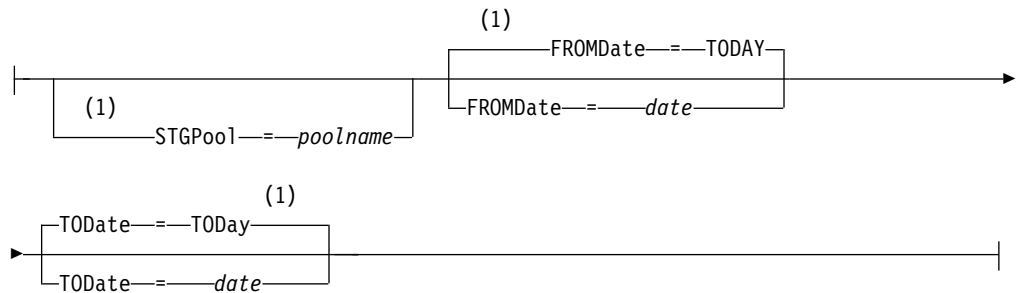 (1)
FROMDate = TODAY
(1)
FROMDate = date
STGPool = poolname
(1)
TODate = TODay
TODate = date